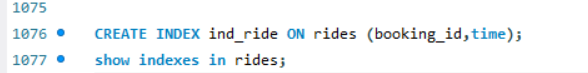 1075
1076 CREATE INDEX ind_ride ON rides (booking_id,time);
1077 show indexes in rides;